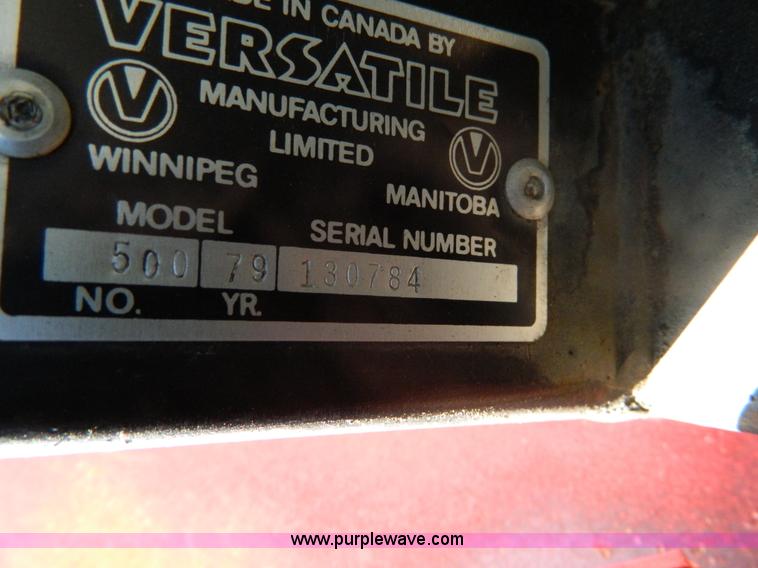 IN CANADA BY
VERSATILE
MANUFACTURING
LIMITED
WINNIPEG
MANITOBA
MODEL
SERIAL NUMBER
500 79 130784
NO. YR.
www.purplewave.com